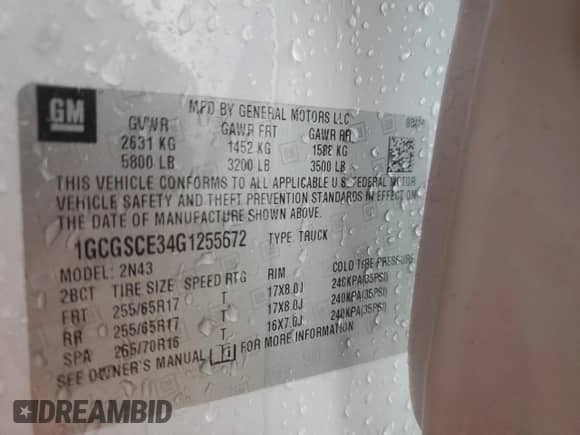 GM
MFD BY GENERAL MOTORS LLC
GVWR GAWR FRT GAWR RR
2631 KG 1452 KG 1588 KG
5800 LB 3200 LB 3500 LB
THIS VEHICLE CONFORMS TO ALL APPLICABLE U.S. FEDERAL MOTOR
VEHICLE SAFETY AND THEFT PREVENTION STANDARDS IN EFFECT ON
THE DATE OF MANUFACTURE SHOWN ABOVE.
1GCGSCE34G1255672 TYPE: TRUCK
MODEL: 2N43
2BCT TIRE SIZE SPEED RTG RIM COLD TIRE PRESSURE
FRT 255/65R17 T 17X8.0J 240KPA(35PSI)
RR 255/65R17 T 17X8.0J 240KPA(35PSI)
SPA 265/70R16 T 16X7.0J 240KPA(35PSI)
SEE OWNER'S MANUAL FOR MORE INFORMATION
DREAMBID